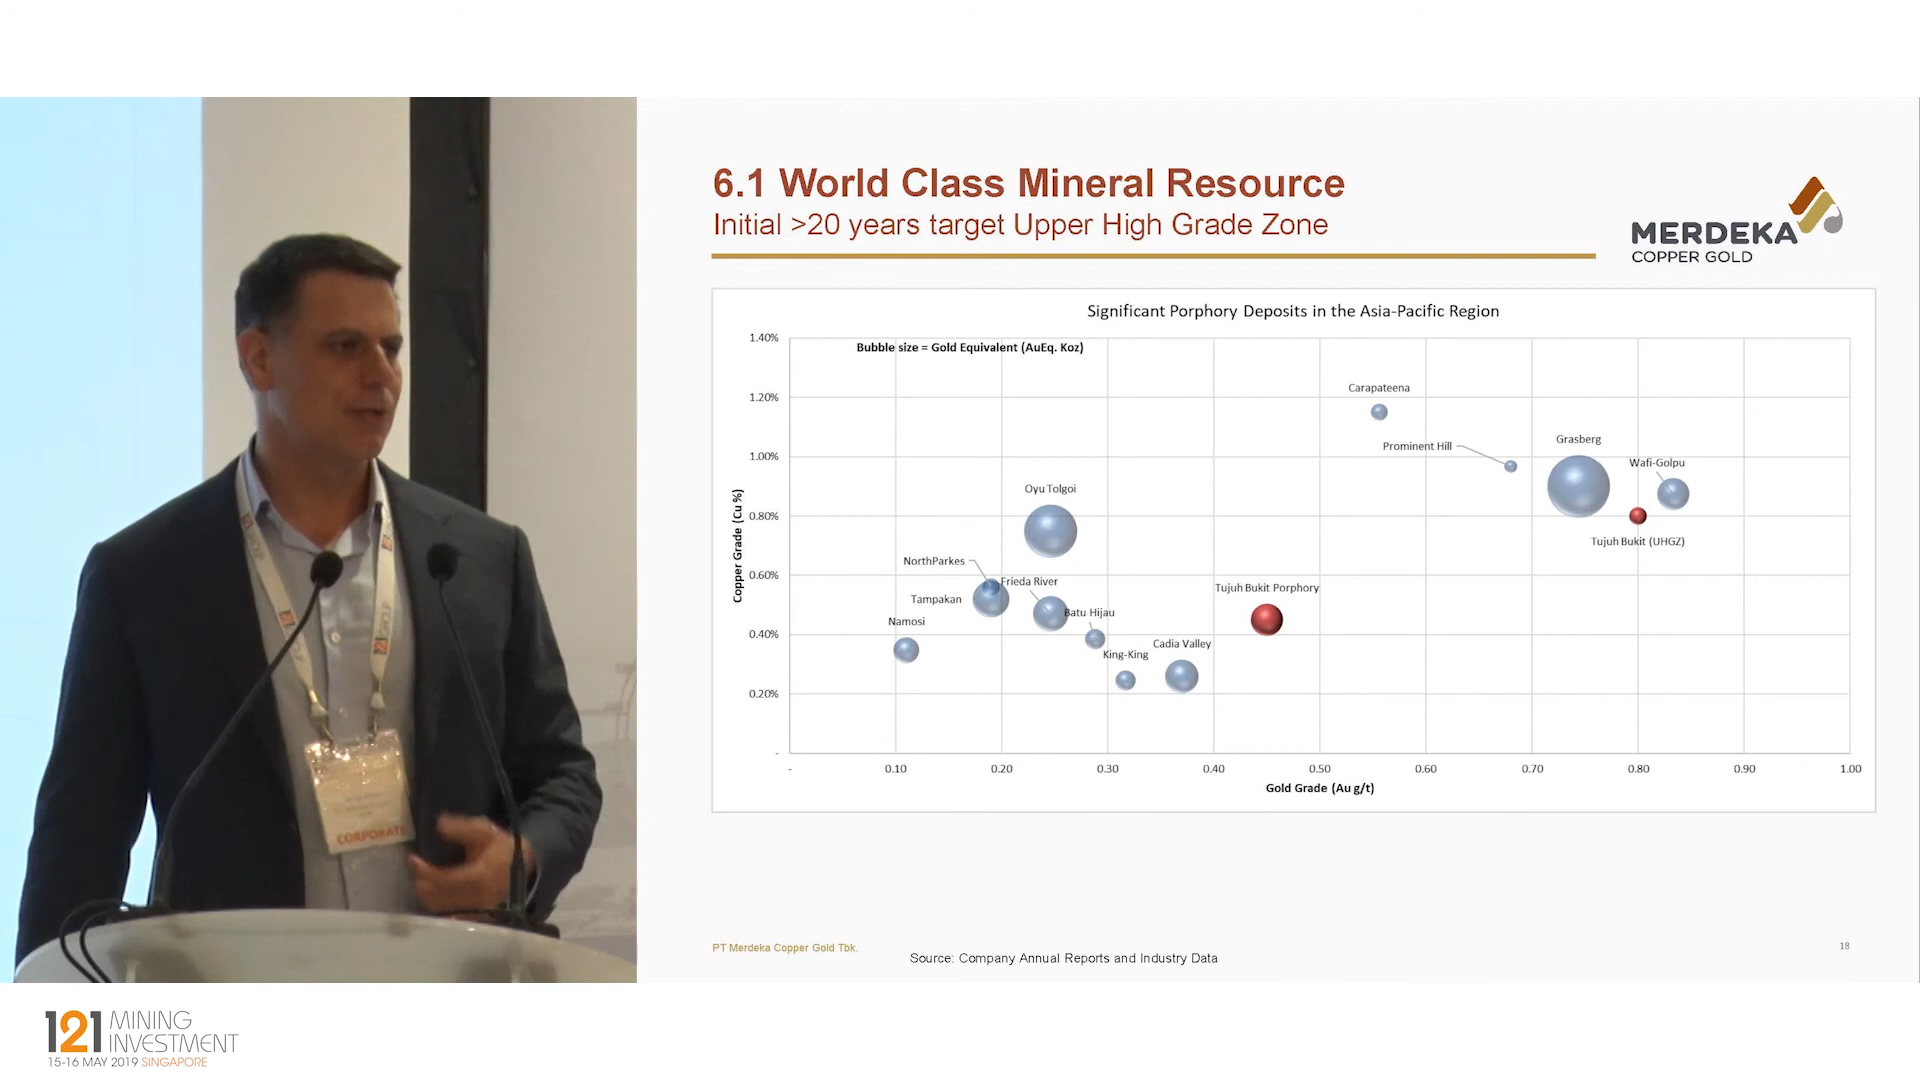 6.1 World Class Mineral Resource
Initial >20 years target Upper High Grade Zone
MERDEKA
COPPER GOLD
Significant Porphory Deposits in the Asia-Pacific Region
Bubble size = Gold Equivalent (AuEq. Koz)
Copper Grade (Cu %)
1.40%
1.20%
1.00%
0.80%
0.60%
0.40%
0.20%
-
Carapateena
Prominent Hill
Grasberg
Wafi-Golpu
Oyu Tolgoi
Tujuh Bukit (UHGZ)
NorthParkes
Frieda River
Tujuh Bukit Porphory
Tampakan
Batu Hijau
Namosi
Cadia Valley
King-King
- 0.10 0.20 0.30 0.40 0.50 0.60 0.70 0.80 0.90 1.00
Gold Grade (Au g/t)
PT Merdeka Copper Gold Tbk.
Source: Company Annual Reports and Industry Data
18
CORPORATE
121 MINING
INVESTMENT
15-16 MAY 2019 SINGAPORE